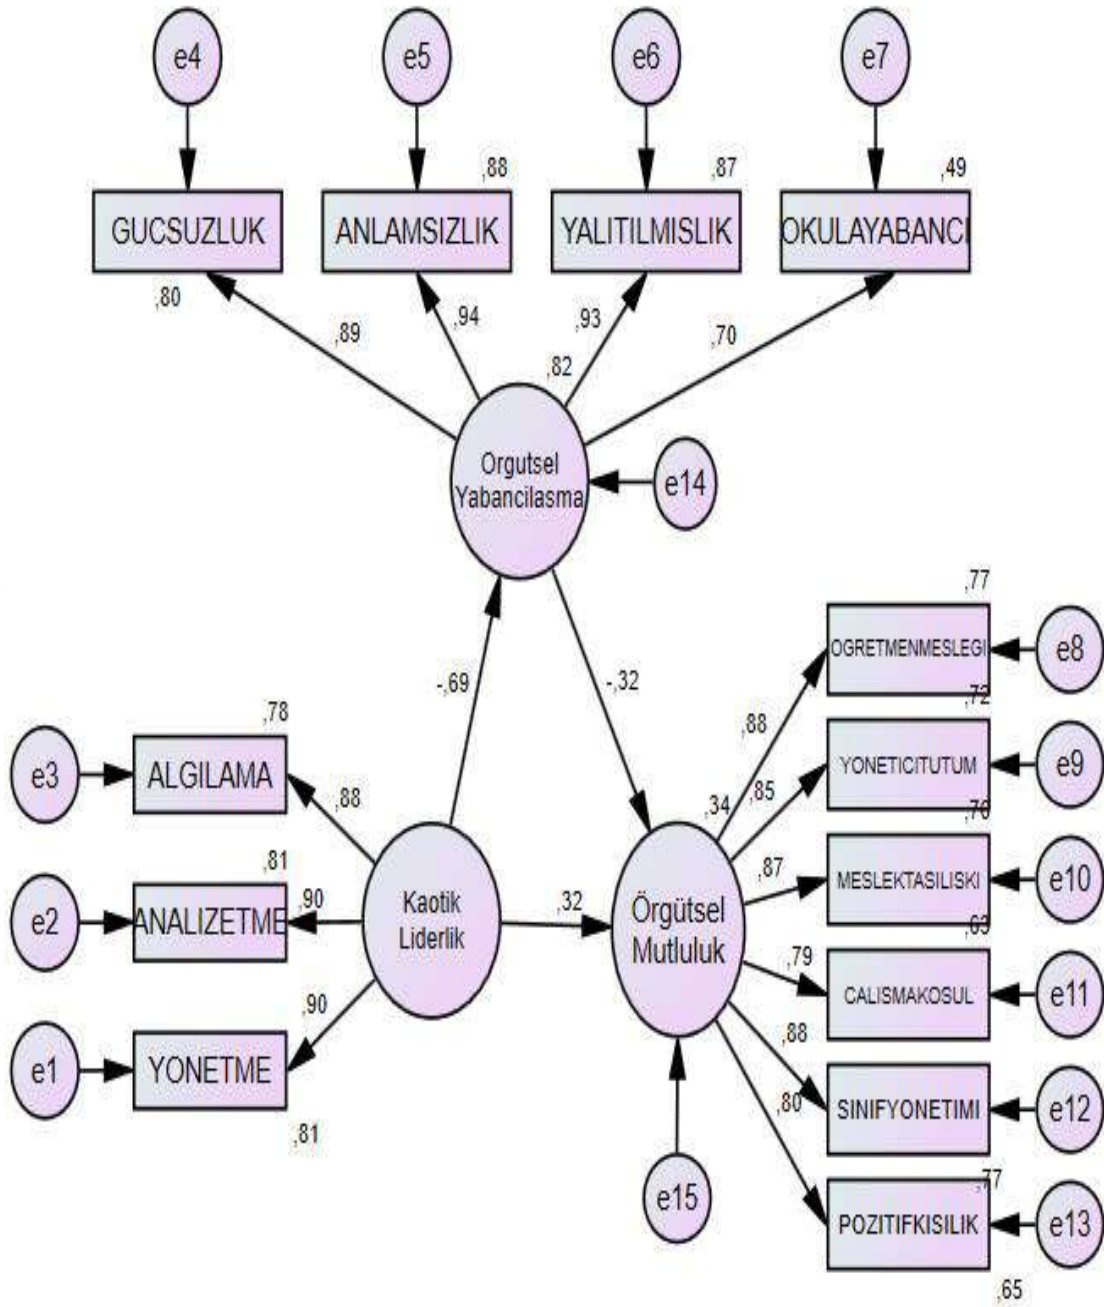 e4
e5
e6
e7
,88
,87
,49
GUCSUZLUK
ANLAMSIZLIK
YALITILMISLIK
OKULAYABANCI
,80
,89
,94
,93
,70
,82
Orgutsel
Yabancilasma
e14
,77
OGRETMENMESLEGI
e8
-,69
-,32
,72
,78
,88
e3
ALGILAMA
YONETICITUTUM
e9
,88
,34
,85
,76
,81
Kaotik
Liderlik
,87
MESLEKTASILISKI
e10
e2
ANALIZETME
,90
,32
Örgütsel
Mutluluk
,63
,79
CALISMAKOSUL
e11
,90
,88
e1
YONETME
,80
SINIFYONETIMI
e12
,81
,77
e15
POZITIFKISILIK
e13
,65